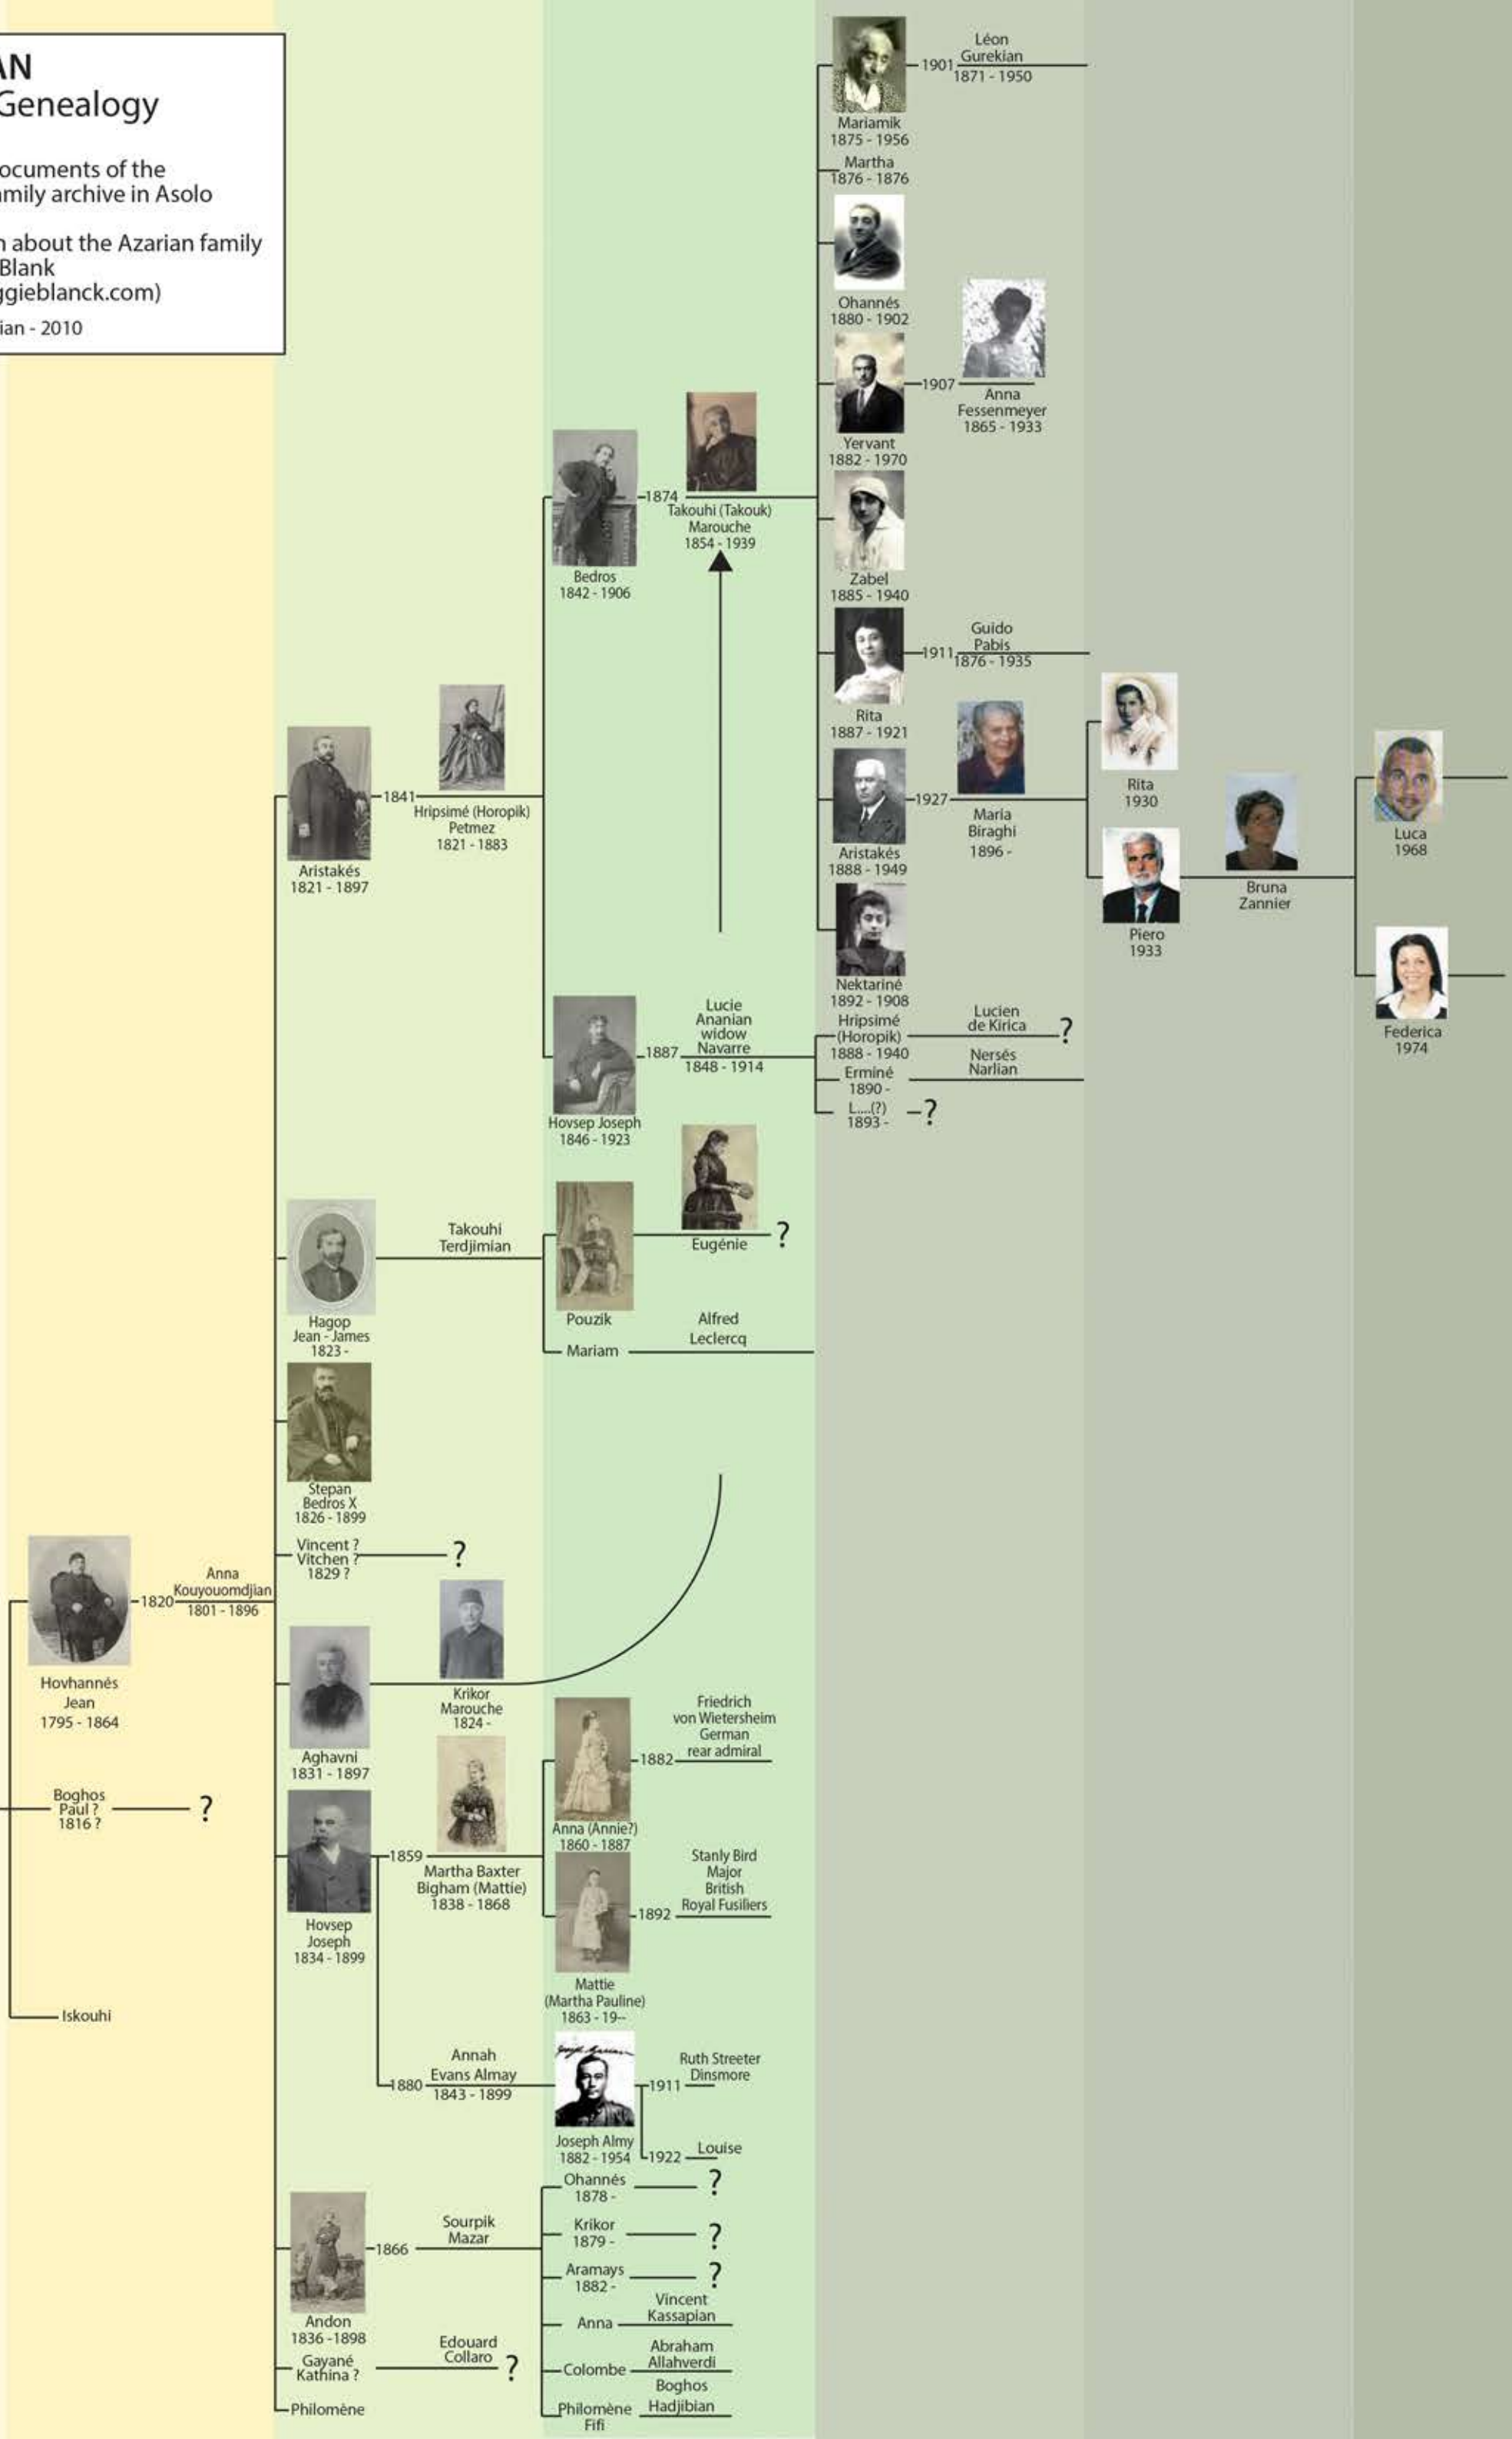 AN
Genealogy
ocuments of the
amily archive in Asolo
n about the Azarian family
Blank
ggieblanck.com)
ian - 2010
Hovhannés
Jean
1795 - 1864
1820
Anna
Kouyouomdjian
1801 - 1896
Boghos
Paul ?
1816 ?
?
Iskouhi
Aristakés
1821 - 1897
1841
Hripsimé (Horopik)
Petmez
1821 - 1883
Hagop
Jean - James
1823 -
Takouhi
Terdjimian
Stepan
Bedros X
1826 - 1899
Vincent ?
Vitchen ?
1829 ?
?
Aghavni
1831 - 1897
Krikor
Marouche
1824 -
Hovsep
Joseph
1834 - 1899
1859
Martha Baxter
Bigham (Mattie)
1838 - 1868
1880
Annah
Evans Almay
1843 - 1899
Andon
1836 -1898
1866
Sourpik
Mazar
Gayané
Kathina ?
Edouard
Collaro
?
Philomène
Bedros
1842 - 1906
1874
Takouhi (Takouk)
Marouche
1854 - 1939
Hovsep Joseph
1846 - 1923
1887
Lucie
Ananian
widow
Navarre
1848 - 1914
Pouzik
Eugénie
?
Mariam
Alfred
Leclercq
Anna (Annie?)
1860 - 1887
1882
Friedrich
von Wietersheim
German
rear admiral
Mattie
(Martha Pauline)
1863 - 19--
1892
Stanly Bird
Major
British
Royal Fusiliers
Joseph Almy
1882 - 1954
1911
Ruth Streeter
Dinsmore
1922
Louise
Ohannés
1878 -
?
Krikor
1879 -
?
Aramays
1882 -
?
Anna
Vincent
Kassapian
Colombe
Abraham
Allahverdi
Philomène
Fifi
Boghos
Hadjibian
Mariamik
1875 - 1956
1901
Léon
Gurekian
1871 - 1950
Martha
1876 - 1876
Ohannés
1880 - 1902
Yervant
1882 - 1970
1907
Anna
Fessenmeyer
1865 - 1933
Zabel
1885 - 1940
Rita
1887 - 1921
1911
Guido
Pabis
1876 - 1935
Aristakés
1888 - 1949
1927
Maria
Biraghi
1896 -
Nektariné
1892 - 1908
Hripsimé
(Horopik)
1888 - 1940
Lucien
de Kirica
?
Erminé
1890 -
Nersés
Narlian
L....(?)
1893 -
?
Rita
1930
Piero
1933
Bruna
Zannier
Luca
1968
Federica
1974